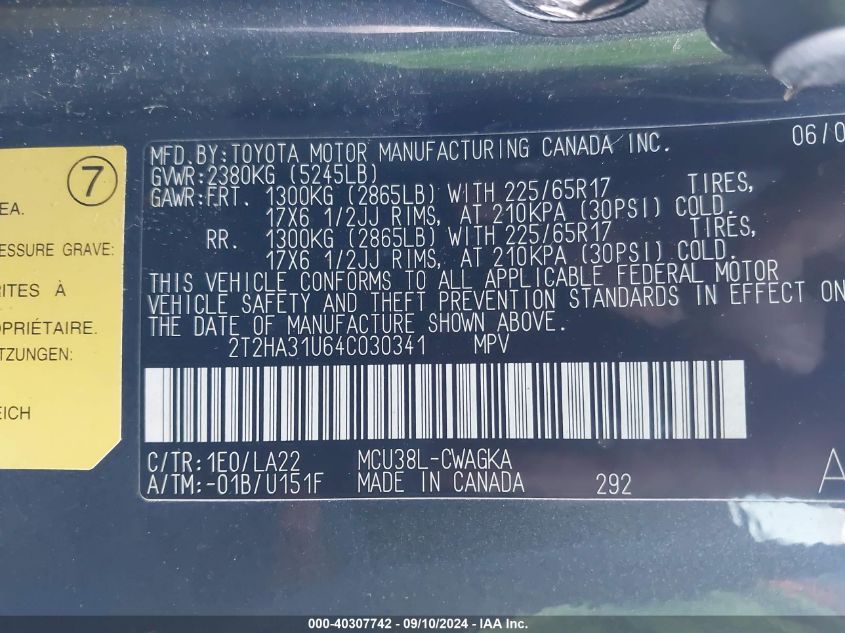 7
EA.
ESSURE GRAVE:
RITES À
OPRIÉTAIRE.
TZUNGEN:
EICH
MFD.BY:TOYOTA MOTOR MANUFACTURING CANADA INC. 06/0
GVWR:2380KG (5245LB)
GAWR:FRT. 1300KG (2865LB) WITH 225/65R17 TIRES,
17X6 1/2JJ RIMS, AT 210KPA (30PSI) COLD.
RR. 1300KG (2865LB) WITH 225/65R17 TIRES,
17X6 1/2JJ RIMS, AT 210KPA (30PSI) COLD.
THIS VEHICLE CONFORMS TO ALL APPLICABLE FEDERAL MOTOR
VEHICLE SAFETY AND THEFT PREVENTION STANDARDS IN EFFECT ON
THE DATE OF MANUFACTURE SHOWN ABOVE.
2T2HA31U64C030341 MPV
C/TR:1E0/LA22 MCU38L-CWAGKA
A/TM:-01B/U151F MADE IN CANADA 292 A
000-40307742 - 09/10/2024 - IAA Inc.